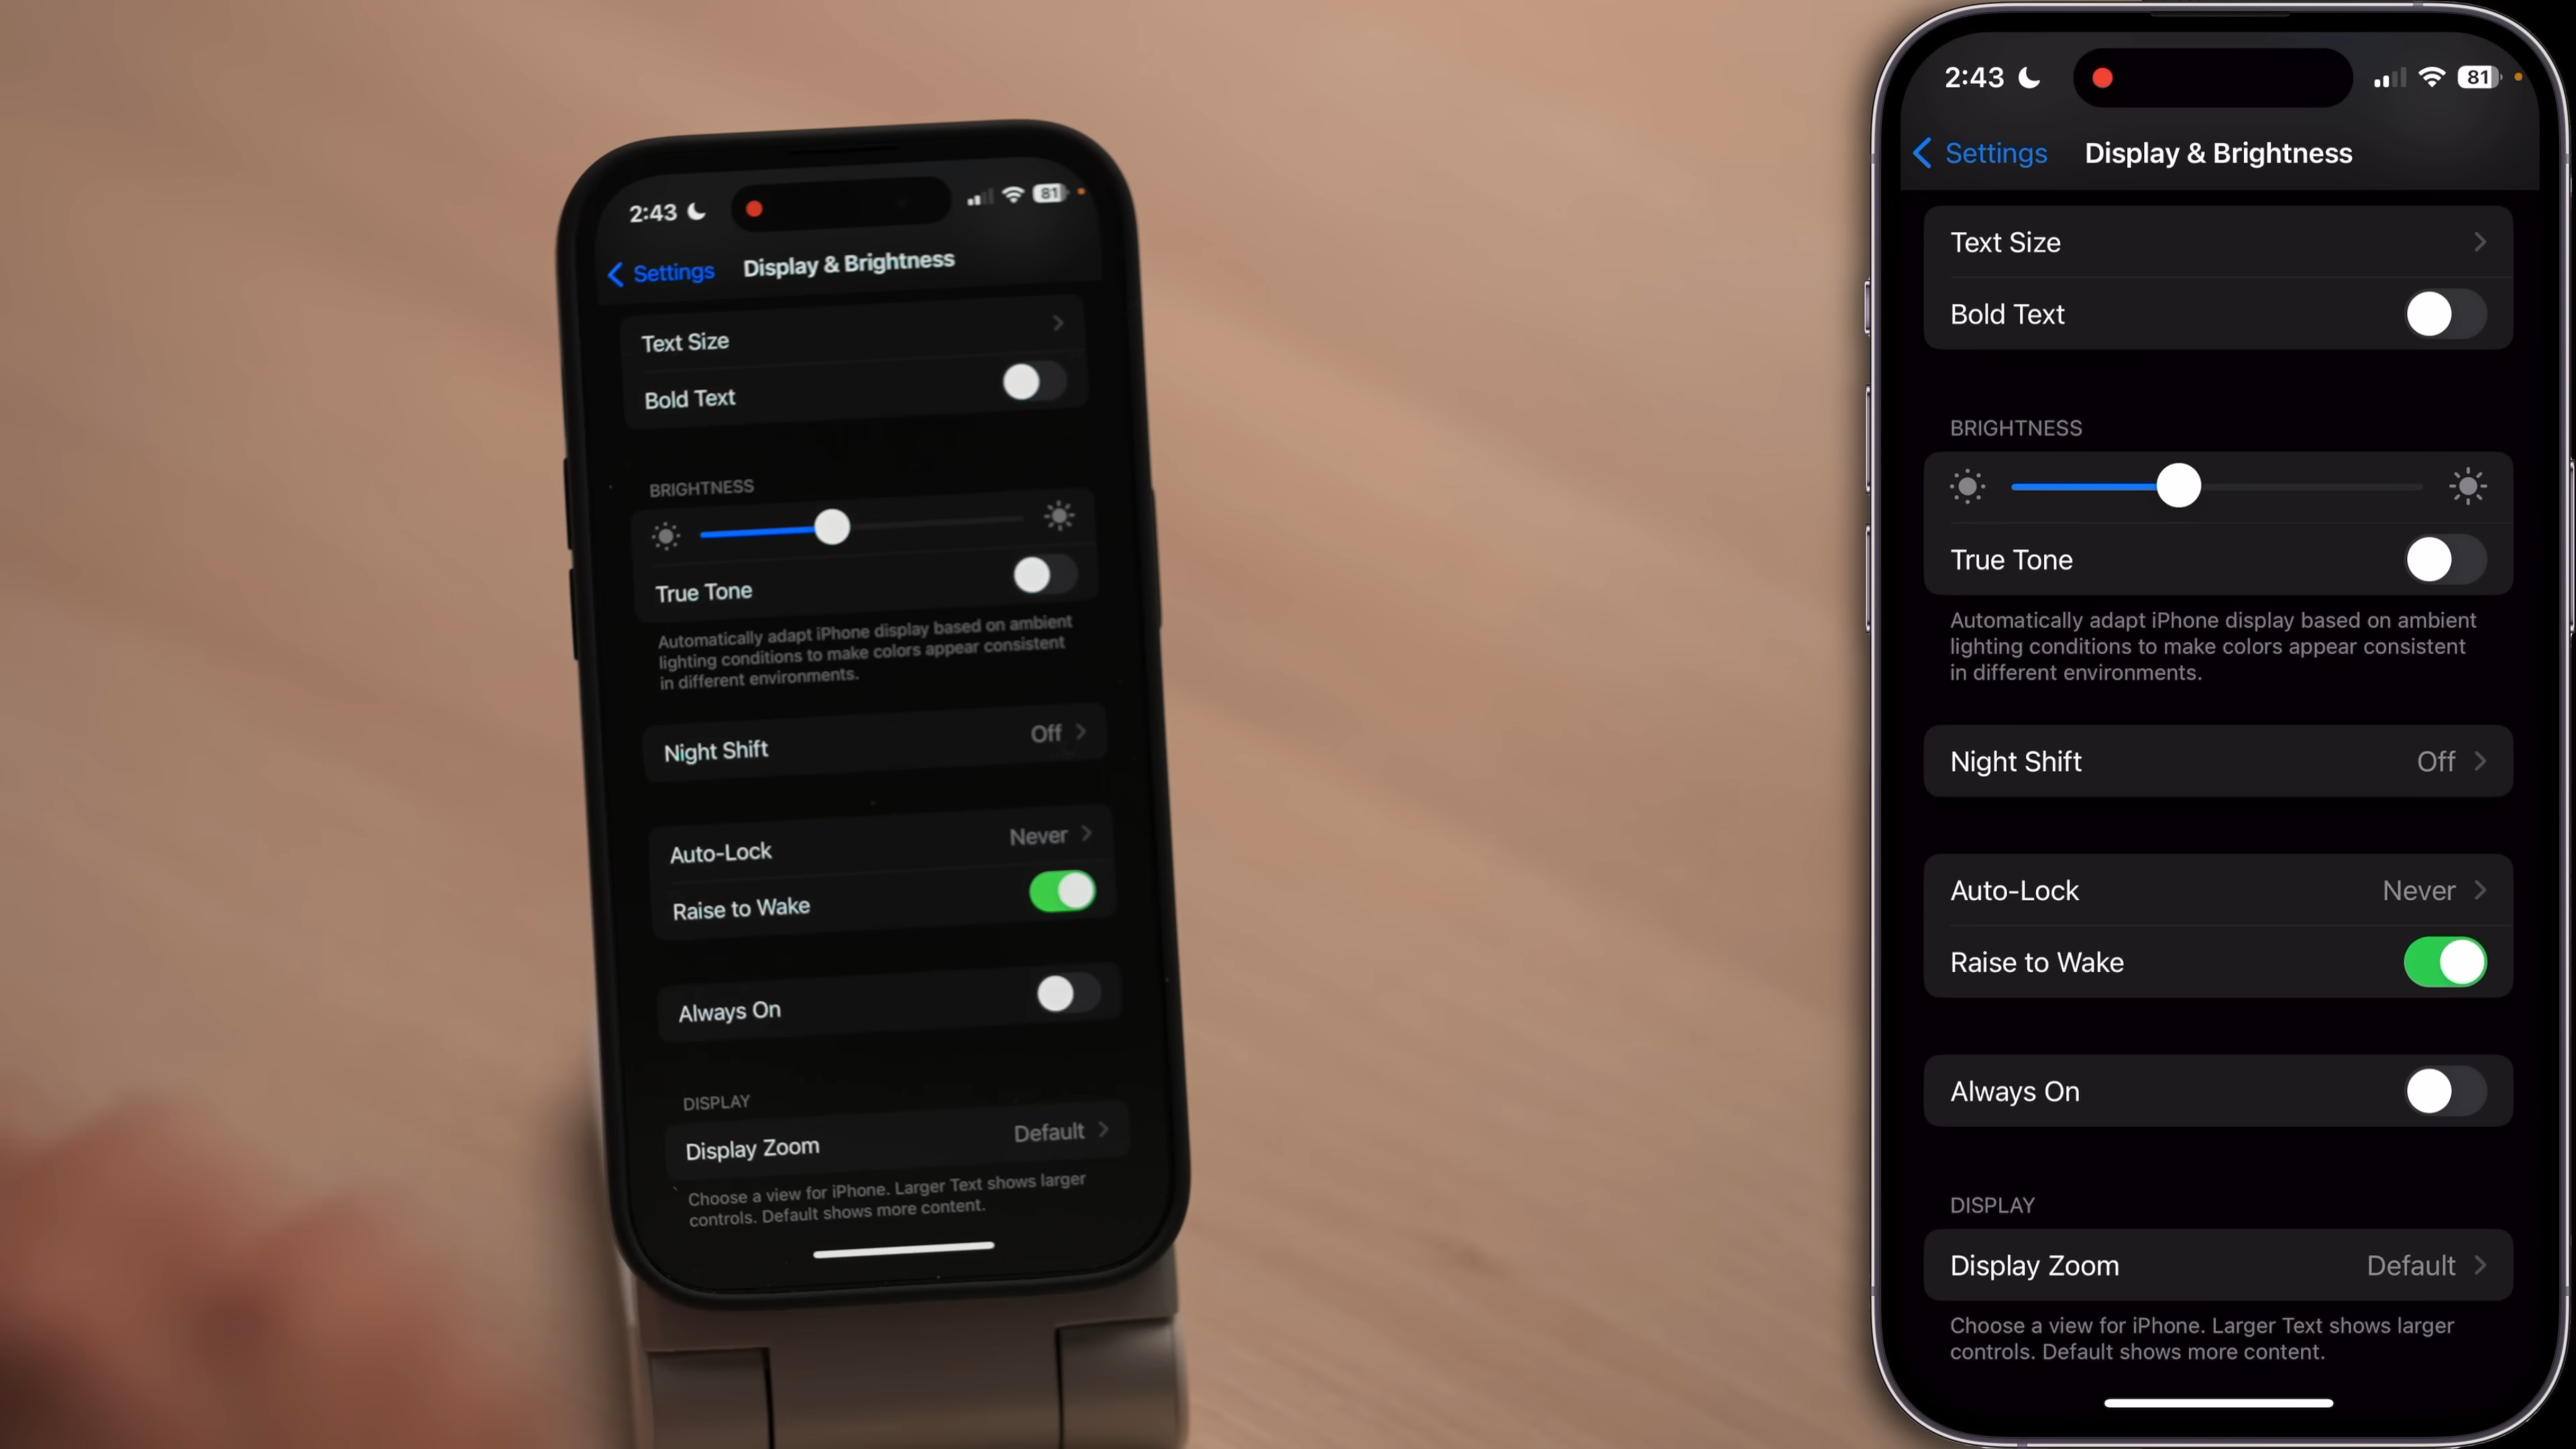 2:43
81
Settings
Display & Brightness
Text Size
Bold Text
BRIGHTNESS
True Tone
Automatically adapt iPhone display based on ambient
lighting conditions to make colors appear consistent
in different environments.
Night Shift
Off
Auto-Lock
Never
Raise to Wake
Always On
DISPLAY
Display Zoom
Default
Choose a view for iPhone. Larger Text shows larger
controls. Default shows more content.
2:43
81
Settings
Display & Brightness
Text Size
Bold Text
BRIGHTNESS
True Tone
Automatically adapt iPhone display based on ambient
lighting conditions to make colors appear consistent
in different environments.
Night Shift
Off
Auto-Lock
Never
Raise to Wake
Always On
DISPLAY
Display Zoom
Default
Choose a view for iPhone. Larger Text shows larger
controls. Default shows more content.